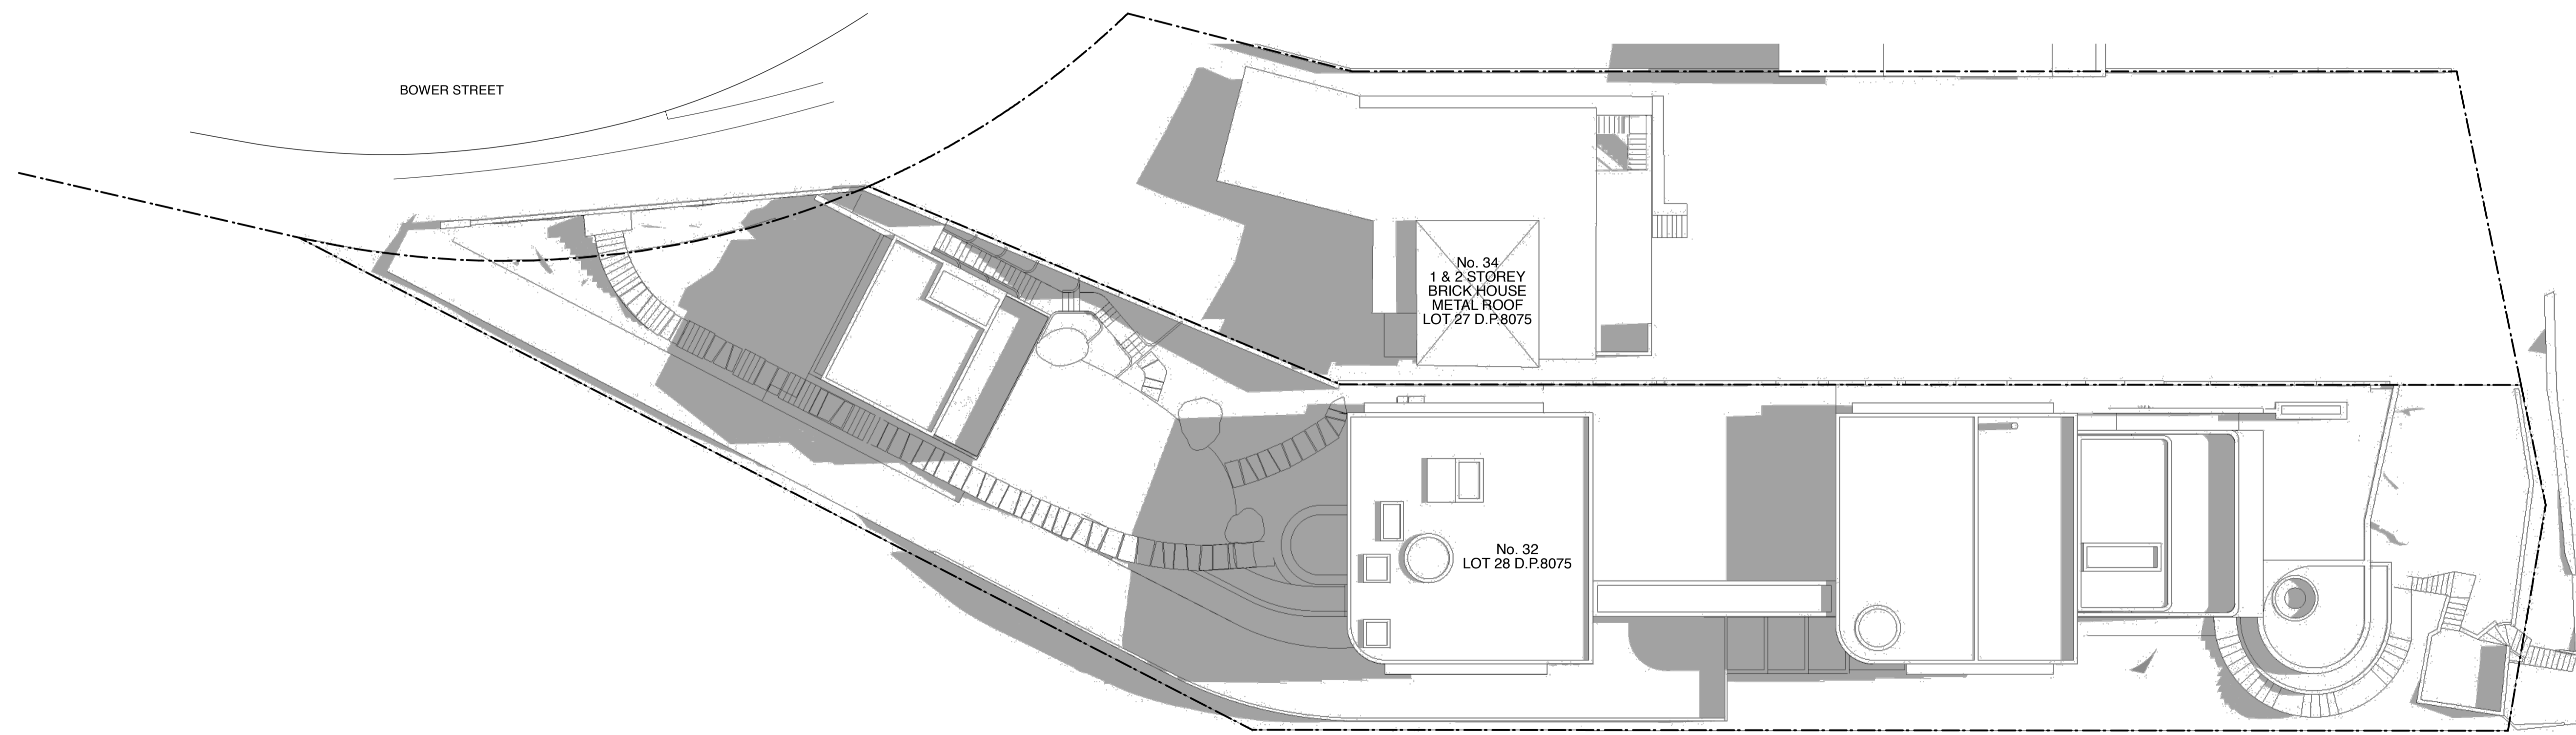 BOWER STREET
No. 34
1 & 2 STOREY
BRICK HOUSE
METAL ROOF
LOT 27 D.P.8075
No. 32
LOT 28 D.P.8075